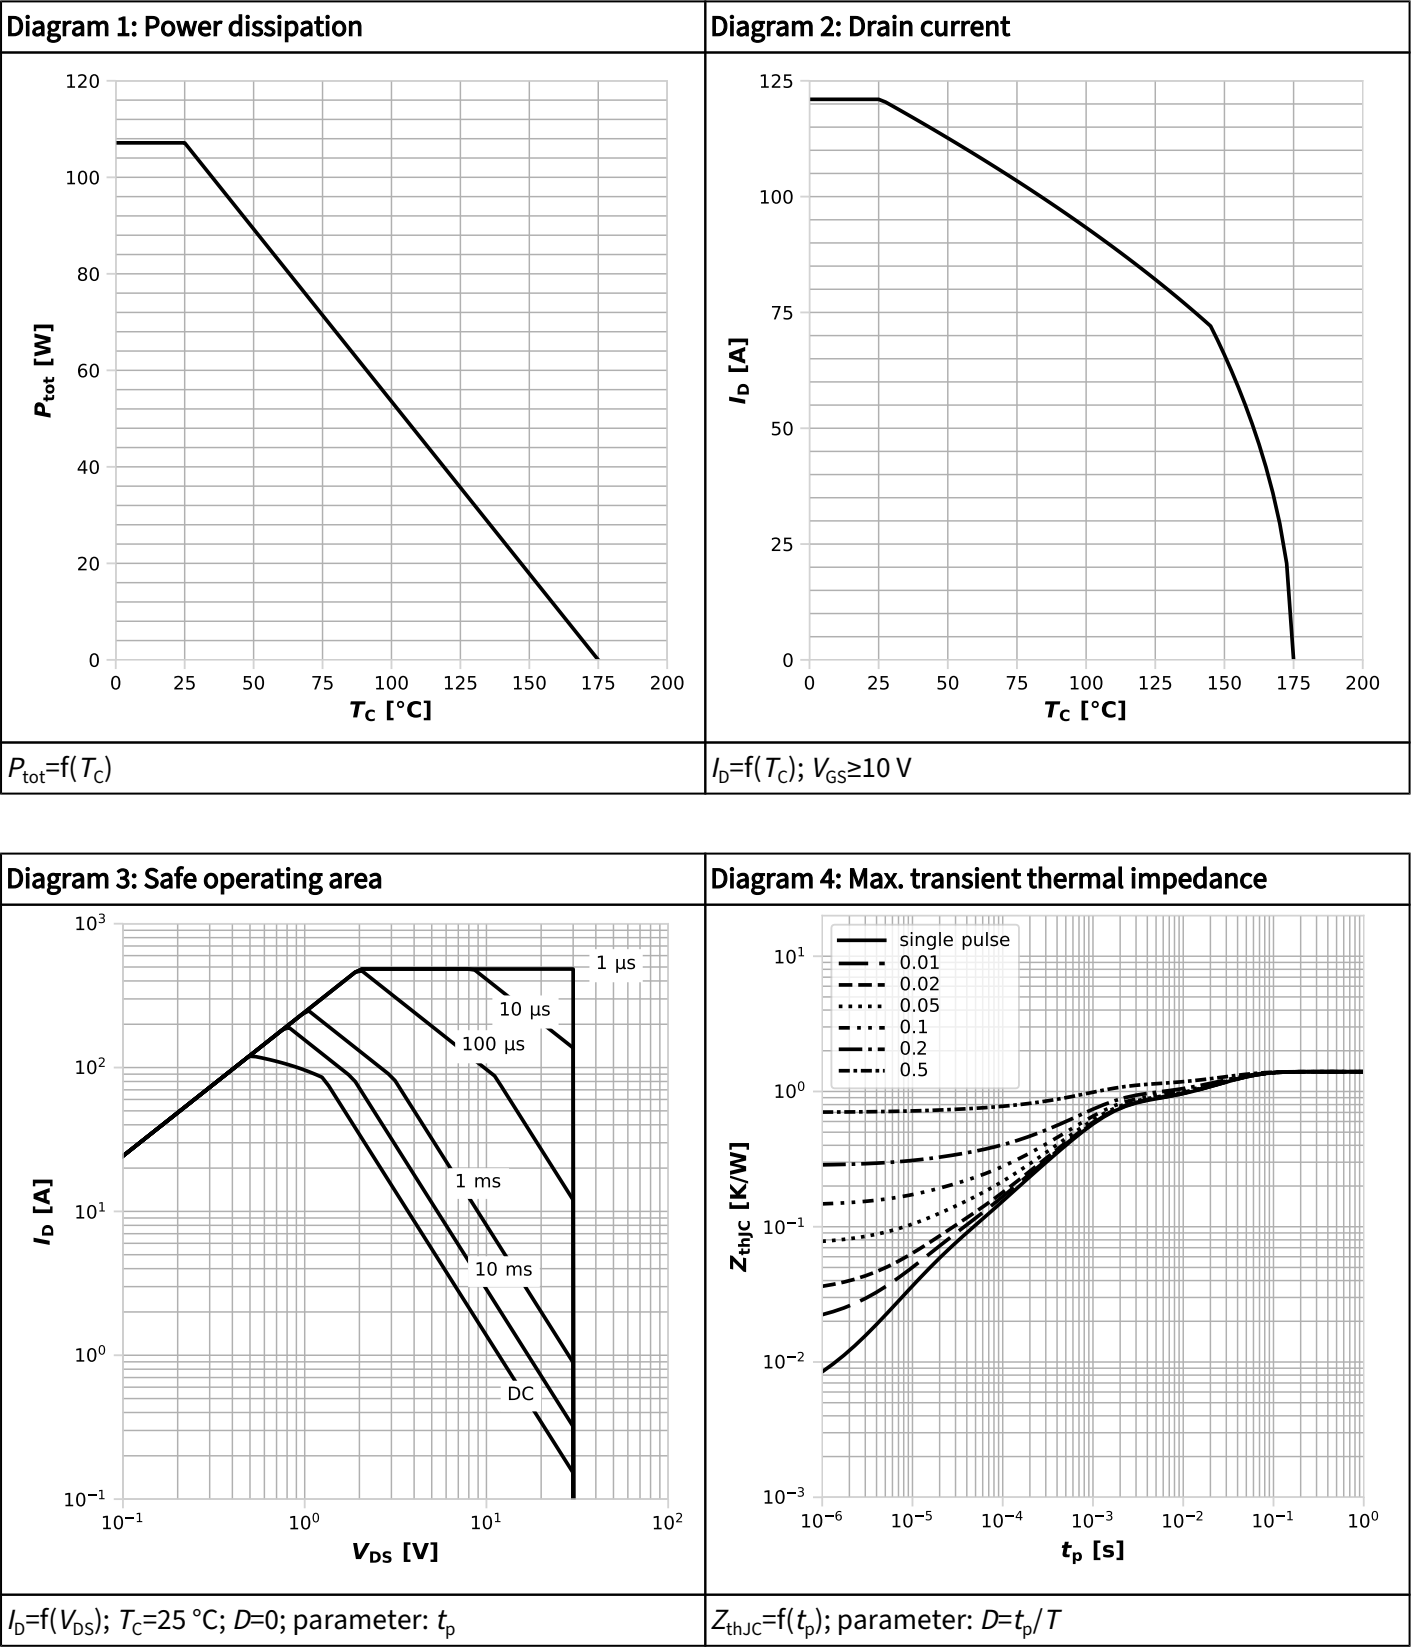 Diagram 1: Power dissipation
120
100
80
60
40
20
0
0 25 50 75 100 125 150 175 200
Ptot [W]
TC [°C]
Ptot=f(TC)
Diagram 2: Drain current
125
100
75
50
25
0
0 25 50 75 100 125 150 175 200
ID [A]
TC [°C]
ID=f(TC); VGS≥10 V
Diagram 3: Safe operating area
10³
10²
10¹
10⁰
10⁻¹
10⁻¹ 10⁰ 10¹ 10²
ID [A]
VDS [V]
1 µs
10 µs
100 µs
1 ms
10 ms
DC
ID=f(VDS); TC=25 °C; D=0; parameter: tp
Diagram 4: Max. transient thermal impedance
single pulse
0.01
0.02
0.05
0.1
0.2
0.5
10¹
10⁰
10⁻¹
10⁻²
10⁻³
10⁻⁶ 10⁻⁵ 10⁻⁴ 10⁻³ 10⁻² 10⁻¹ 10⁰
ZthJC [K/W]
tp [s]
ZthJC=f(tp); parameter: D=tp/T